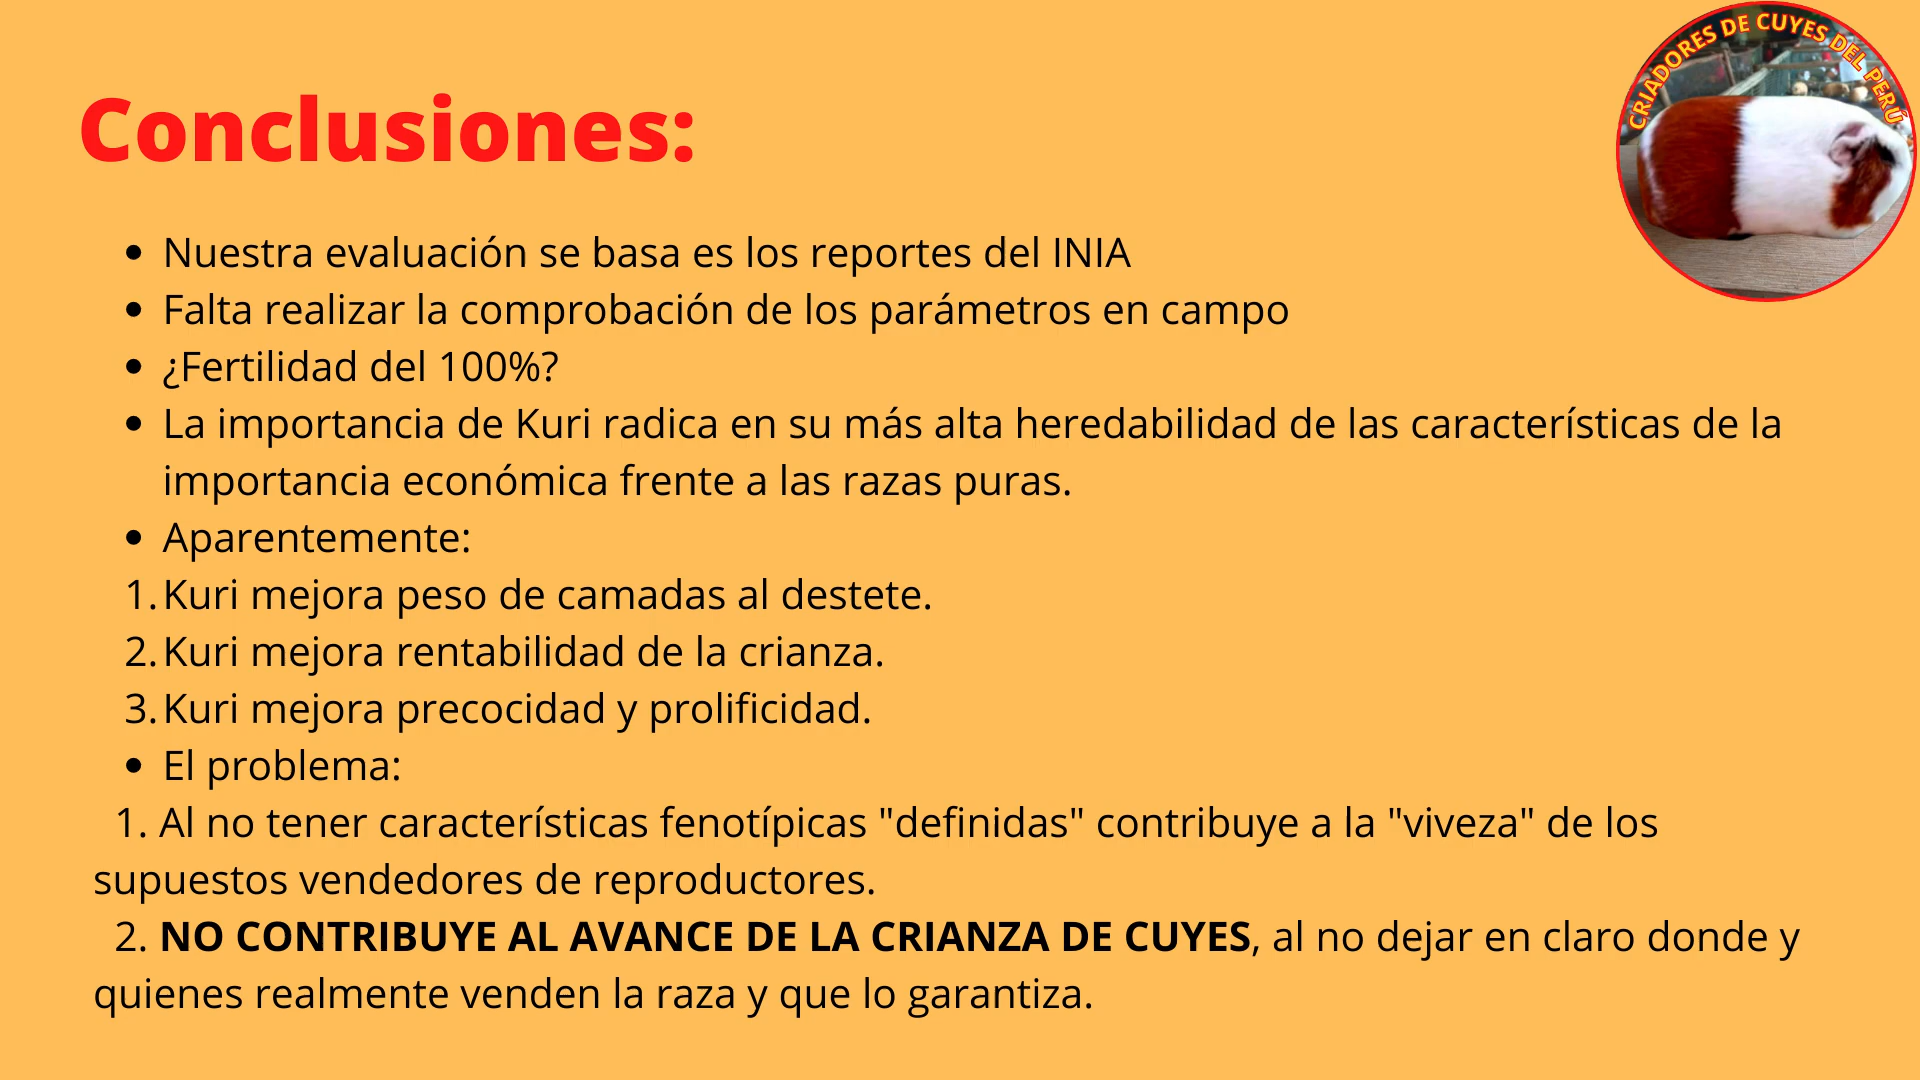 CRIADORES DE CUYES DEL PERÚ
Conclusiones:
• Nuestra evaluación se basa es los reportes del INIA
• Falta realizar la comprobación de los parámetros en campo
• ¿Fertilidad del 100%?
• La importancia de Kuri radica en su más alta heredabilidad de las características de la
importancia económica frente a las razas puras.
• Aparentemente:
1. Kuri mejora peso de camadas al destete.
2. Kuri mejora rentabilidad de la crianza.
3. Kuri mejora precocidad y prolificidad.
• El problema:
1. Al no tener características fenotípicas "definidas" contribuye a la "viveza" de los
supuestos vendedores de reproductores.
2. NO CONTRIBUYE AL AVANCE DE LA CRIANZA DE CUYES, al no dejar en claro donde y
quienes realmente venden la raza y que lo garantiza.